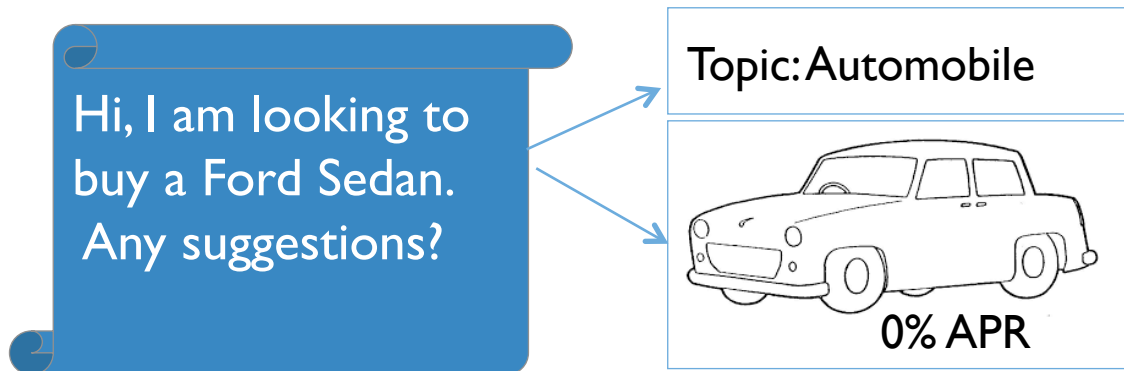 Hi, I am looking to
buy a Ford Sedan.
Any suggestions?
Topic: Automobile
0% APR